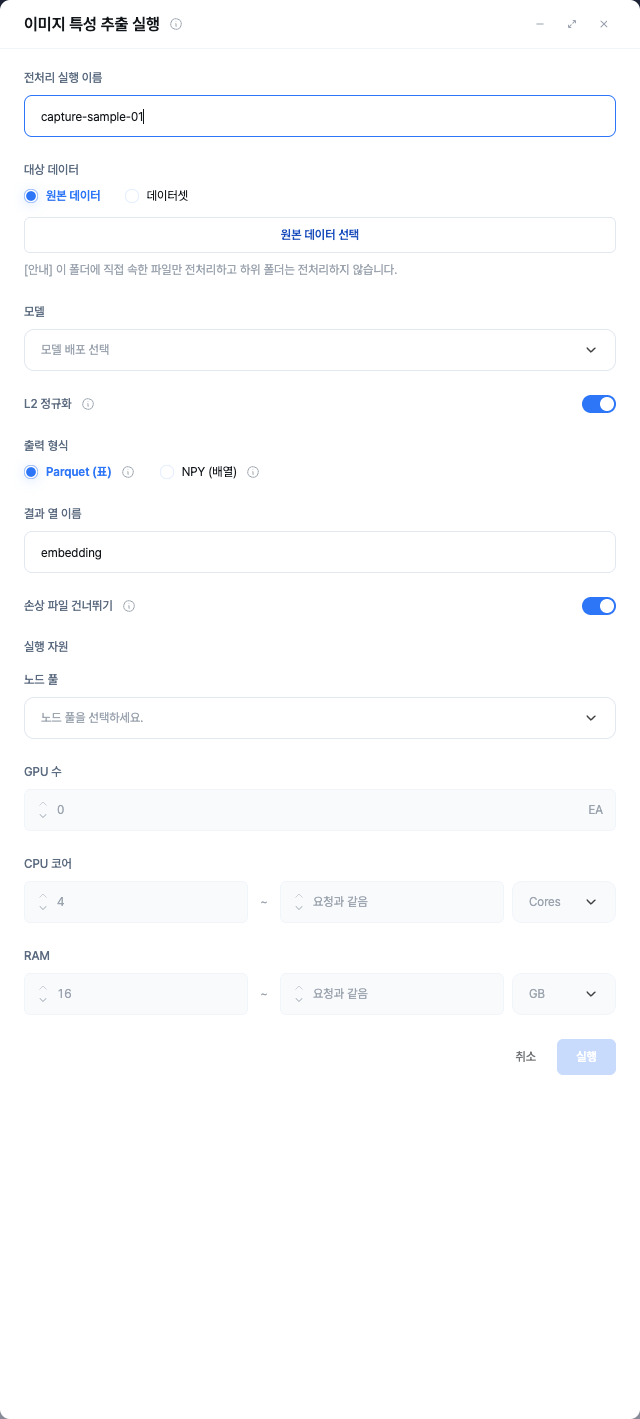 이미지 특성 추출 실행
전처리 실행 이름
capture-sample-01
대상 데이터
원본 데이터 데이터셋
원본 데이터 선택
[안내] 이 폴더에 직접 속한 파일만 전처리하고 하위 폴더는 전처리하지 않습니다.
모델
모델 배포 선택
L2 정규화
출력 형식
Parquet (표) NPY (배열)
결과 열 이름
embedding
손상 파일 건너뛰기
실행 자원
노드 풀
노드 풀을 선택하세요.
GPU 수
0 EA
CPU 코어
4 ~ 요청과 같음 Cores
RAM
16 ~ 요청과 같음 GB
취소 실행